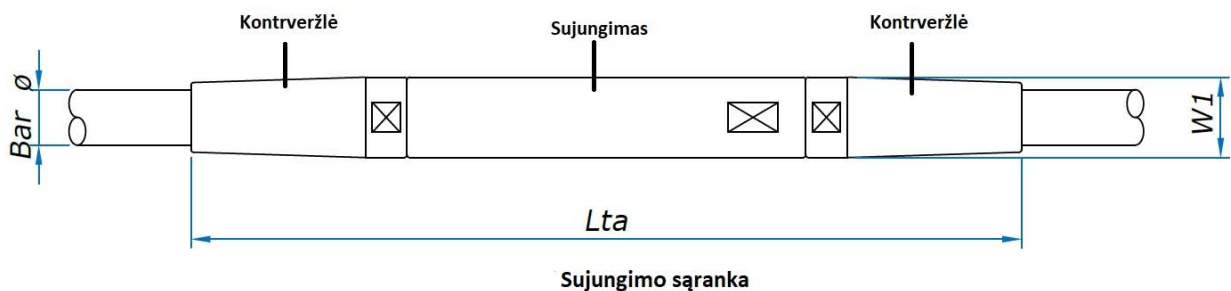 Kontrveržlė
Sujungimas
Kontrveržlė
Bar ø
W1
Lta
Sujungimo sąranka